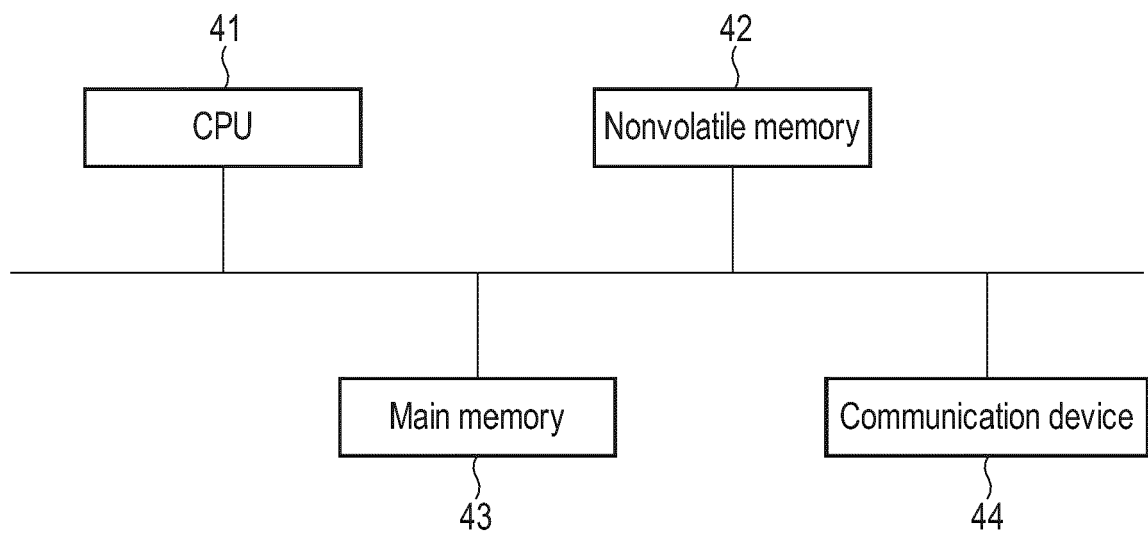 41
42
CPU
Nonvolatile memory
Main memory
Communication device
43
44